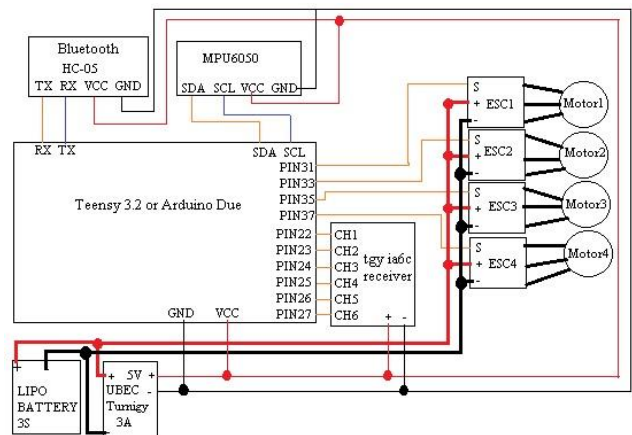 Bluetooth
HC-05
TX RX VCC GND
MPU6050
SDA SCL VCC GND
RX TX
SDA SCL
Teensy 3.2 or Arduino Due
PIN31
PIN33
PIN35
PIN37
PIN22
PIN23
PIN24
PIN25
PIN26
PIN27
GND VCC
CH1
CH2
CH3
CH4
CH5
CH6
tgy ia6c
receiver
+ -
S
+ ESC1
-
Motor1
S
ESC2
+
-
Motor2
S
+ ESC3
-
Motor3
S
+ ESC4
-
Motor4
+ -
LIPO
BATTERY
3S
+ 5V +
UBEC -
Turnigy
3A
-